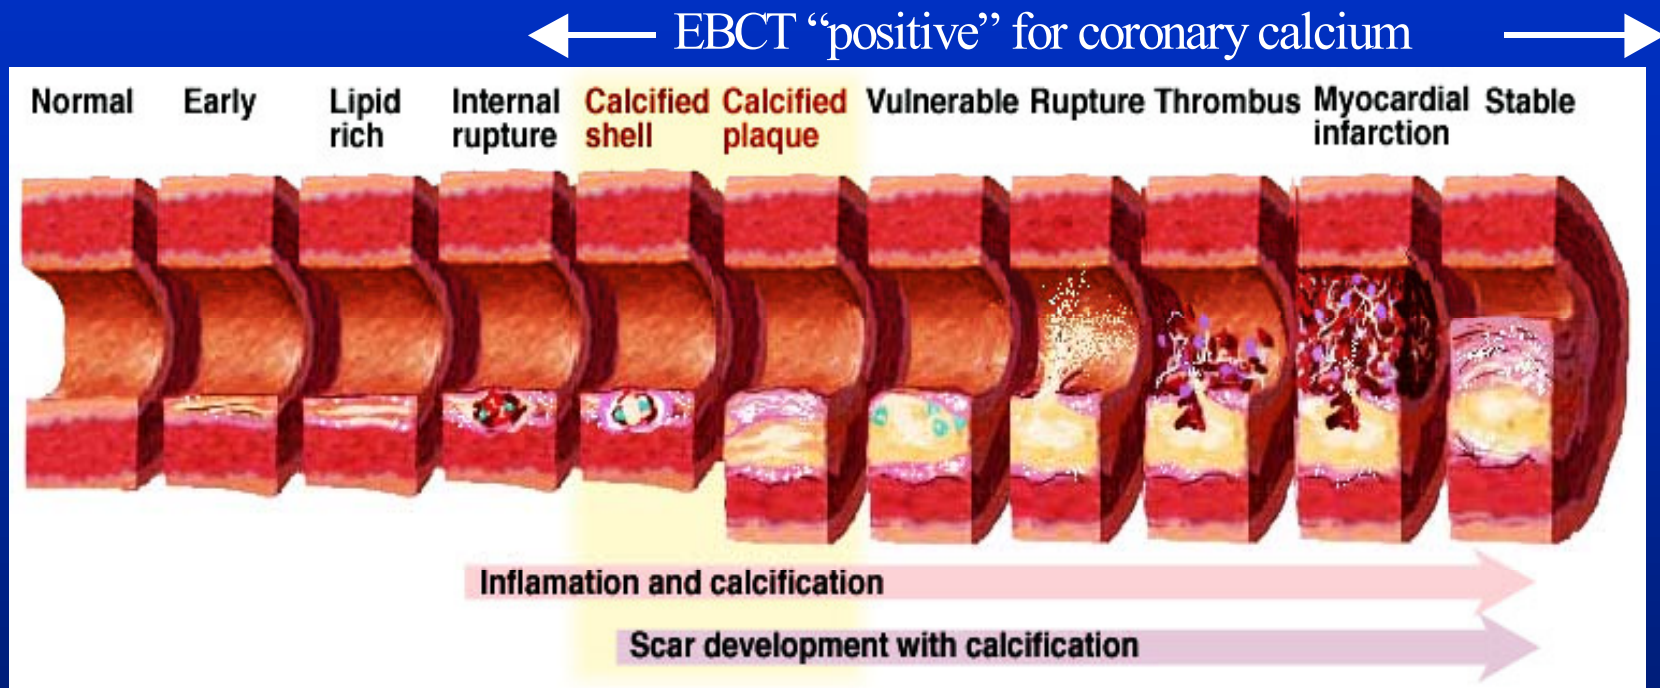 EBCT “positive” for coronary calcium
Normal
Early
Lipid
rich
Internal
rupture
Calcified
shell
Calcified
plaque
Vulnerable
Rupture
Thrombus
Myocardial
infarction
Stable
Inflamation and calcification
Scar development with calcification